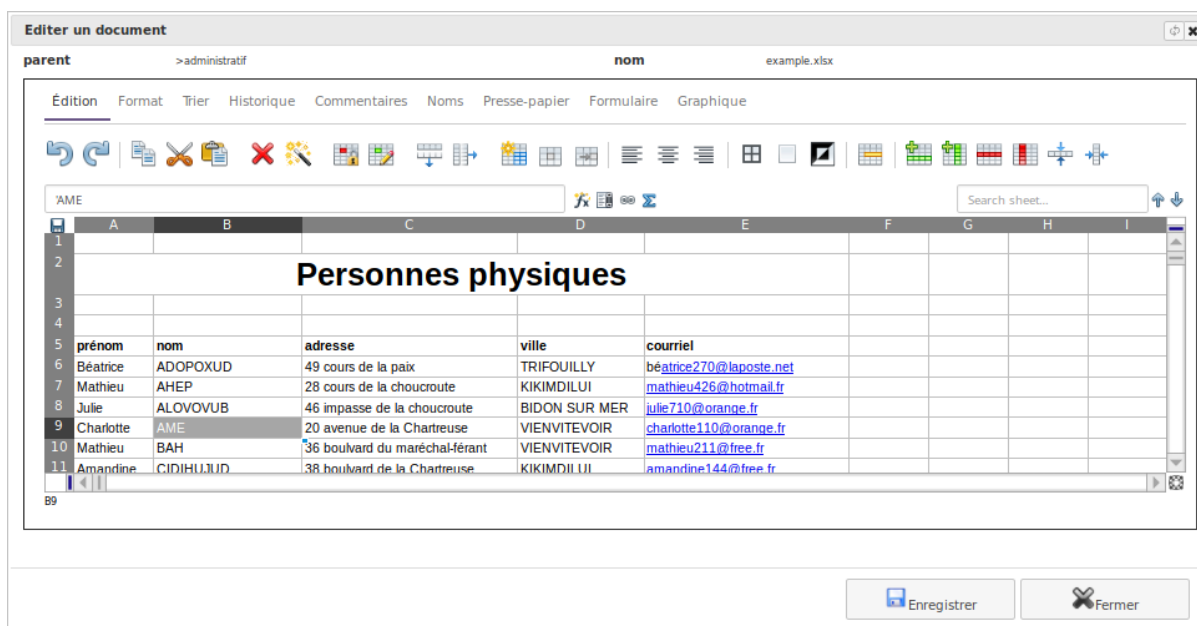 Editer un document
parent >administratif nom example.xlsx
Édition Format Trier Historique Commentaires Noms Presse-papier Formulaire Graphique
'AME Search sheet...
A B C D E F G H I
1
2 Personnes physiques
3
4
5 prénom nom adresse ville courriel
6 Béatrice ADOPOXUD 49 cours de la paix TRIFOUILLY béatrice270@laposte.net
7 Mathieu AHEP 28 cours de la choucroute KIKIMDILUI mathieu426@hotmail.fr
8 Julie ALOVOVUB 46 impasse de la choucroute BIDON SUR MER julie710@orange.fr
9 Charlotte AME 20 avenue de la Chartreuse VIENVITEVOIR charlotte110@orange.fr
10 Mathieu BAH 36 boulvard du maréchal-férant VIENVITEVOIR mathieu211@free.fr
11 Amandine CIDIHUJUD 38 boulvard de la Chartreuse KIKIMDILUI amandine144@free.fr
B9
Enregistrer Fermer